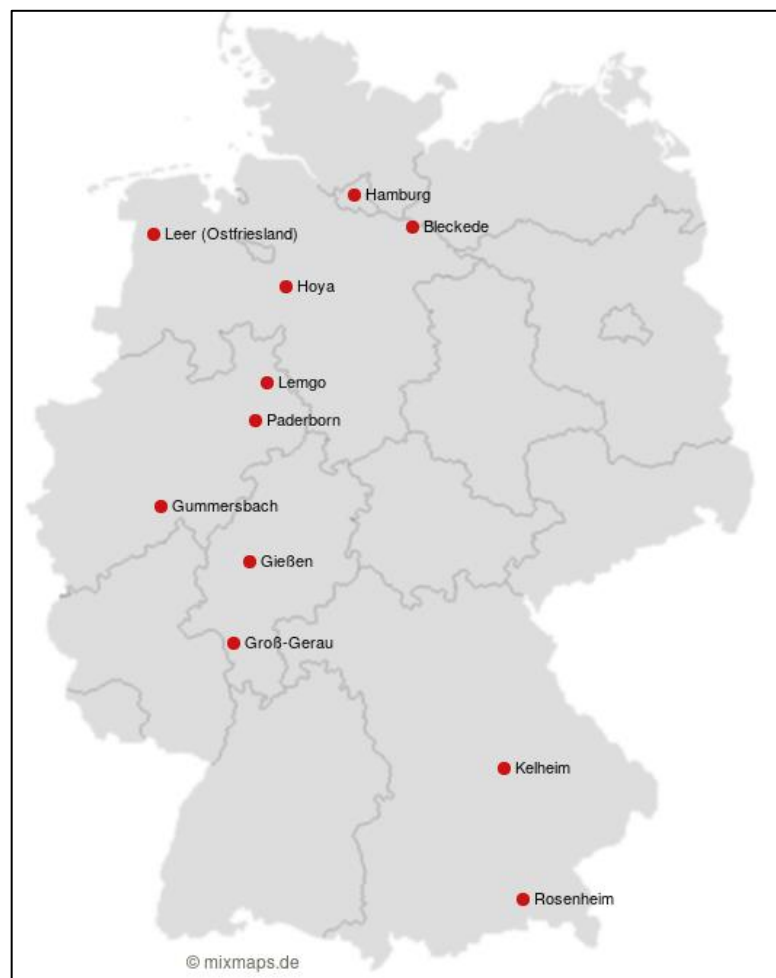 Hamburg
Bleckede
Leer (Ostfriesland)
Hoya
Lemgo
Paderborn
Gummersbach
Gießen
Groß-Gerau
Kelheim
Rosenheim
© mixmaps.de